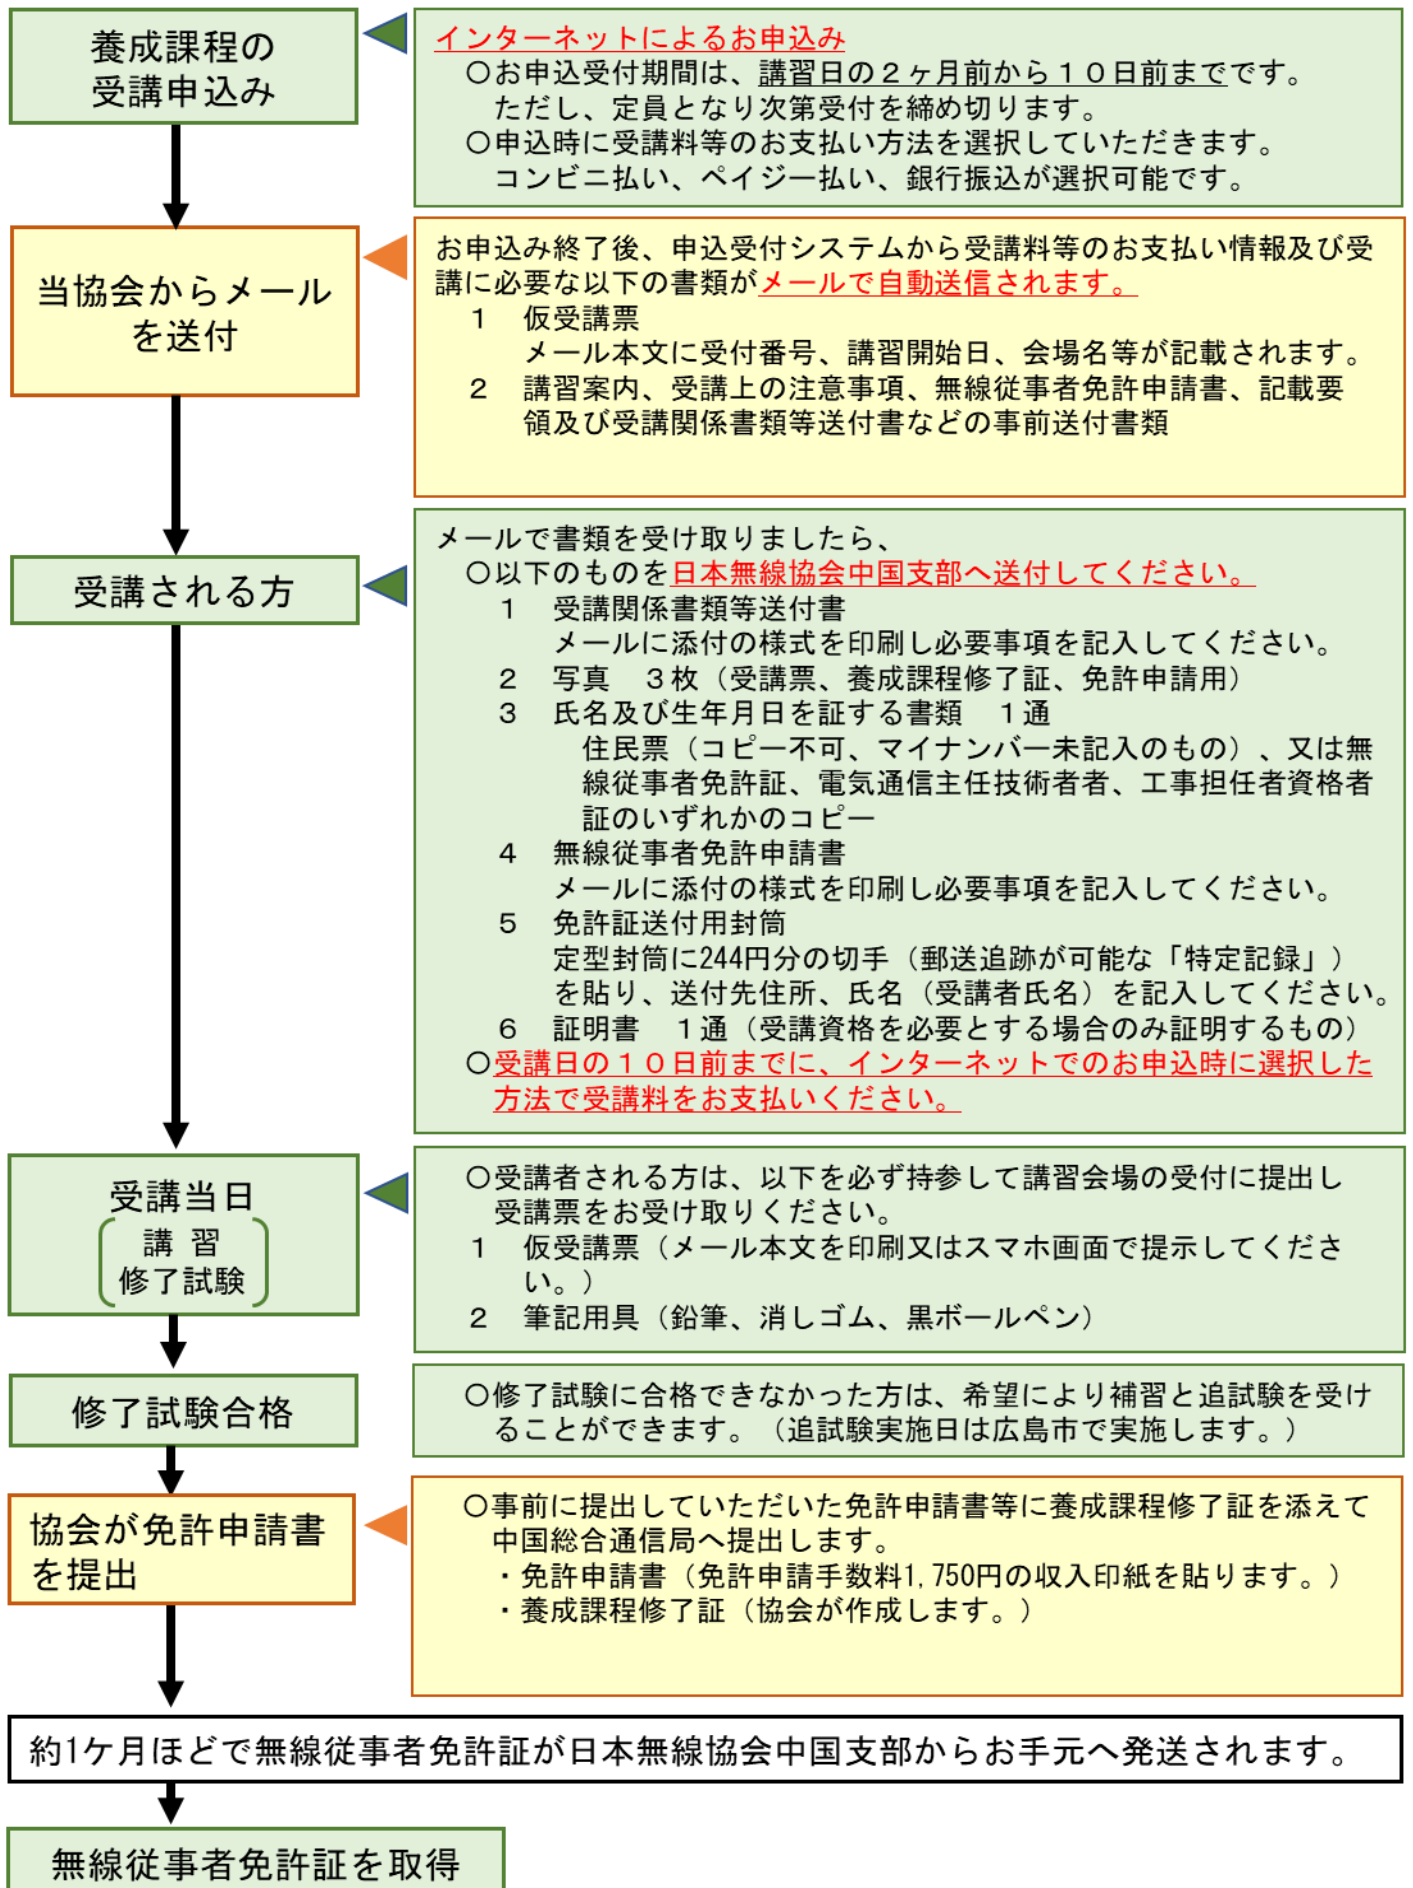 養成課程の
受講申込み
インターネットによるお申込み
○お申込受付期間は、講習日の２ヶ月前から１０日前までです。
ただし、定員となり次第受付を締め切ります。
○申込時に受講料等のお支払い方法を選択していただきます。
コンビニ払い、ペイジー払い、銀行振込が選択可能です。
当協会からメール
を送付
お申込み終了後、申込受付システムから受講料等のお支払い情報及び受
講に必要な以下の書類がメールで自動送信されます。
１　仮受講票
メール本文に受付番号、講習開始日、会場名等が記載されます。
２　講習案内、受講上の注意事項、無線従事者免許申請書、記載要
領及び受講関係書類等送付書などの事前送付書類
受講される方
メールで書類を受け取りましたら、
○以下のものを日本無線協会中国支部へ送付してください。
１　受講関係書類等送付書
メールに添付の様式を印刷し必要事項を記入してください。
２　写真　３枚（受講票、養成課程修了証、免許申請用）
３　氏名及び生年月日を証する書類　１通
住民票（コピー不可、マイナンバー未記入のもの）、又は無
線従事者免許証、電気通信主任技術者者、工事担任者資格者
証のいずれかのコピー
４　無線従事者免許申請書
メールに添付の様式を印刷し必要事項を記入してください。
５　免許証送付用封筒
定型封筒に244円分の切手（郵送追跡が可能な「特定記録」）
を貼り、送付先住所、氏名（受講者氏名）を記入してください。
６　証明書　１通（受講資格を必要とする場合のみ証明するもの）
○受講日の１０日前までに、インターネットでのお申込時に選択した
方法で受講料をお支払いください。
受講当日
講 習
修了試験
○受講者される方は、以下を必ず持参して講習会場の受付に提出し
受講票をお受け取りください。
１　仮受講票（メール本文を印刷又はスマホ画面で提示してくださ
い。）
２　筆記用具（鉛筆、消しゴム、黒ボールペン）
修了試験合格
○修了試験に合格できなかった方は、希望により補習と追試験を受け
ることができます。（追試験実施日は広島市で実施します。）
協会が免許申請書
を提出
○事前に提出していただいた免許申請書等に養成課程修了証を添えて
中国総合通信局へ提出します。
・免許申請書（免許申請手数料1,750円の収入印紙を貼ります。）
・養成課程修了証（協会が作成します。）
約1ケ月ほどで無線従事者免許証が日本無線協会中国支部からお手元へ発送されます。
無線従事者免許証を取得